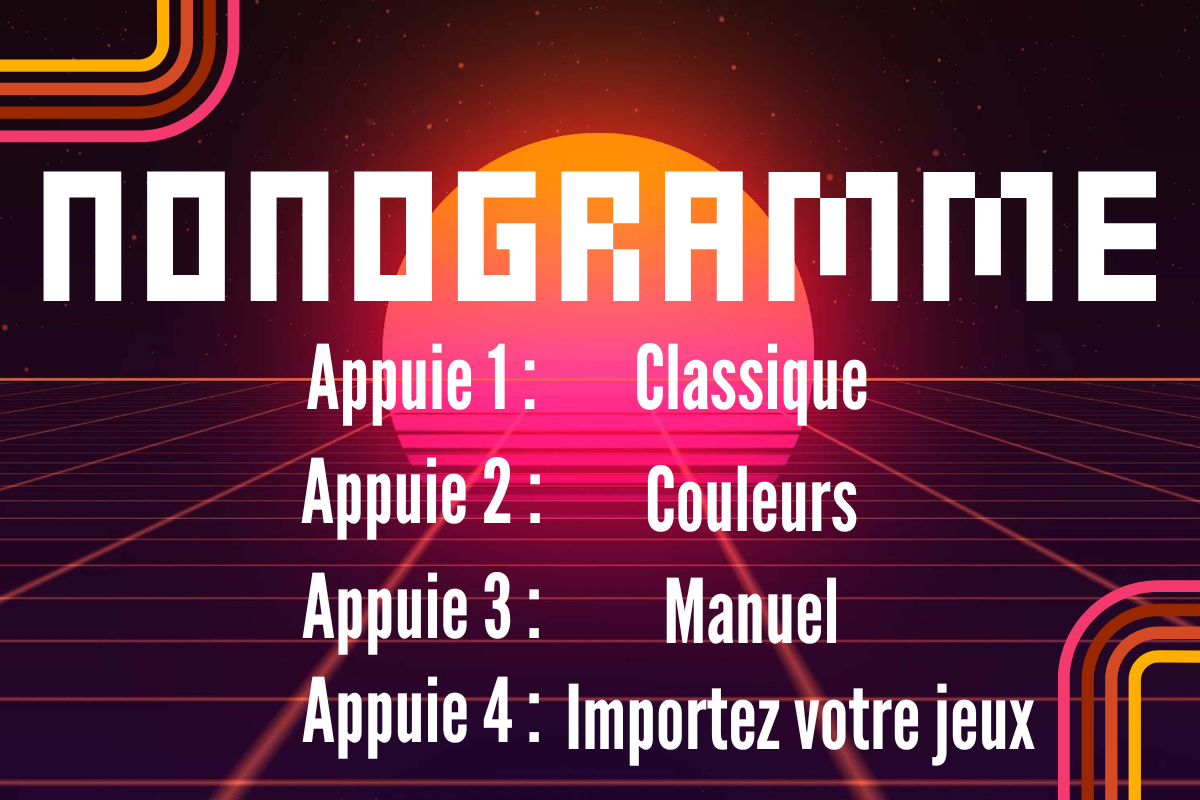 NONOGRAMME
Appuie 1 : Classique
Appuie 2 : Couleurs
Appuie 3 : Manuel
Appuie 4 : Importez votre jeux